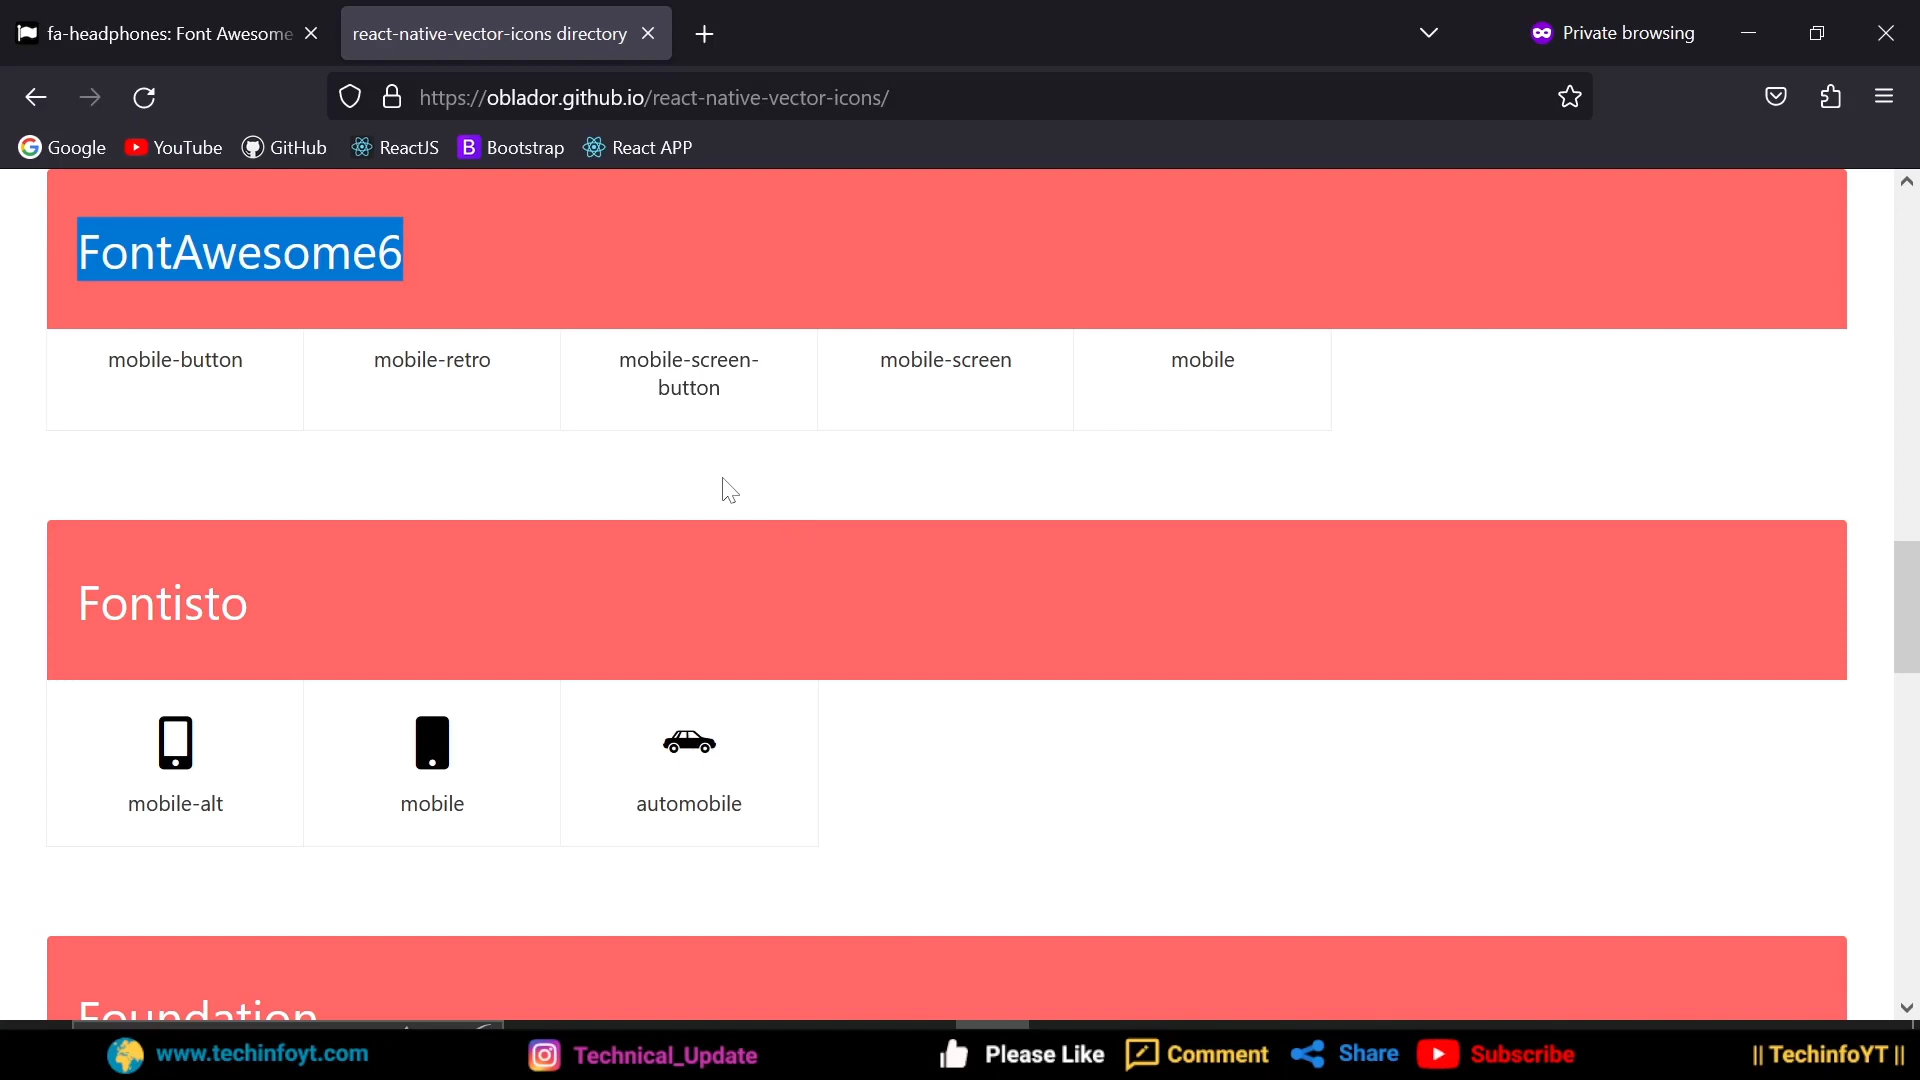 fa-headphones: Font Awesome
react-native-vector-icons directory
Private browsing
https://oblador.github.io/react-native-vector-icons/
Google YouTube GitHub ReactJS Bootstrap React APP
FontAwesome6
mobile-button mobile-retro mobile-screen-button mobile-screen mobile
Fontisto
mobile-alt mobile automobile
Foundation
www.techinfoyt.com Technical_Update Please Like Comment Share Subscribe || TechinfoYT ||